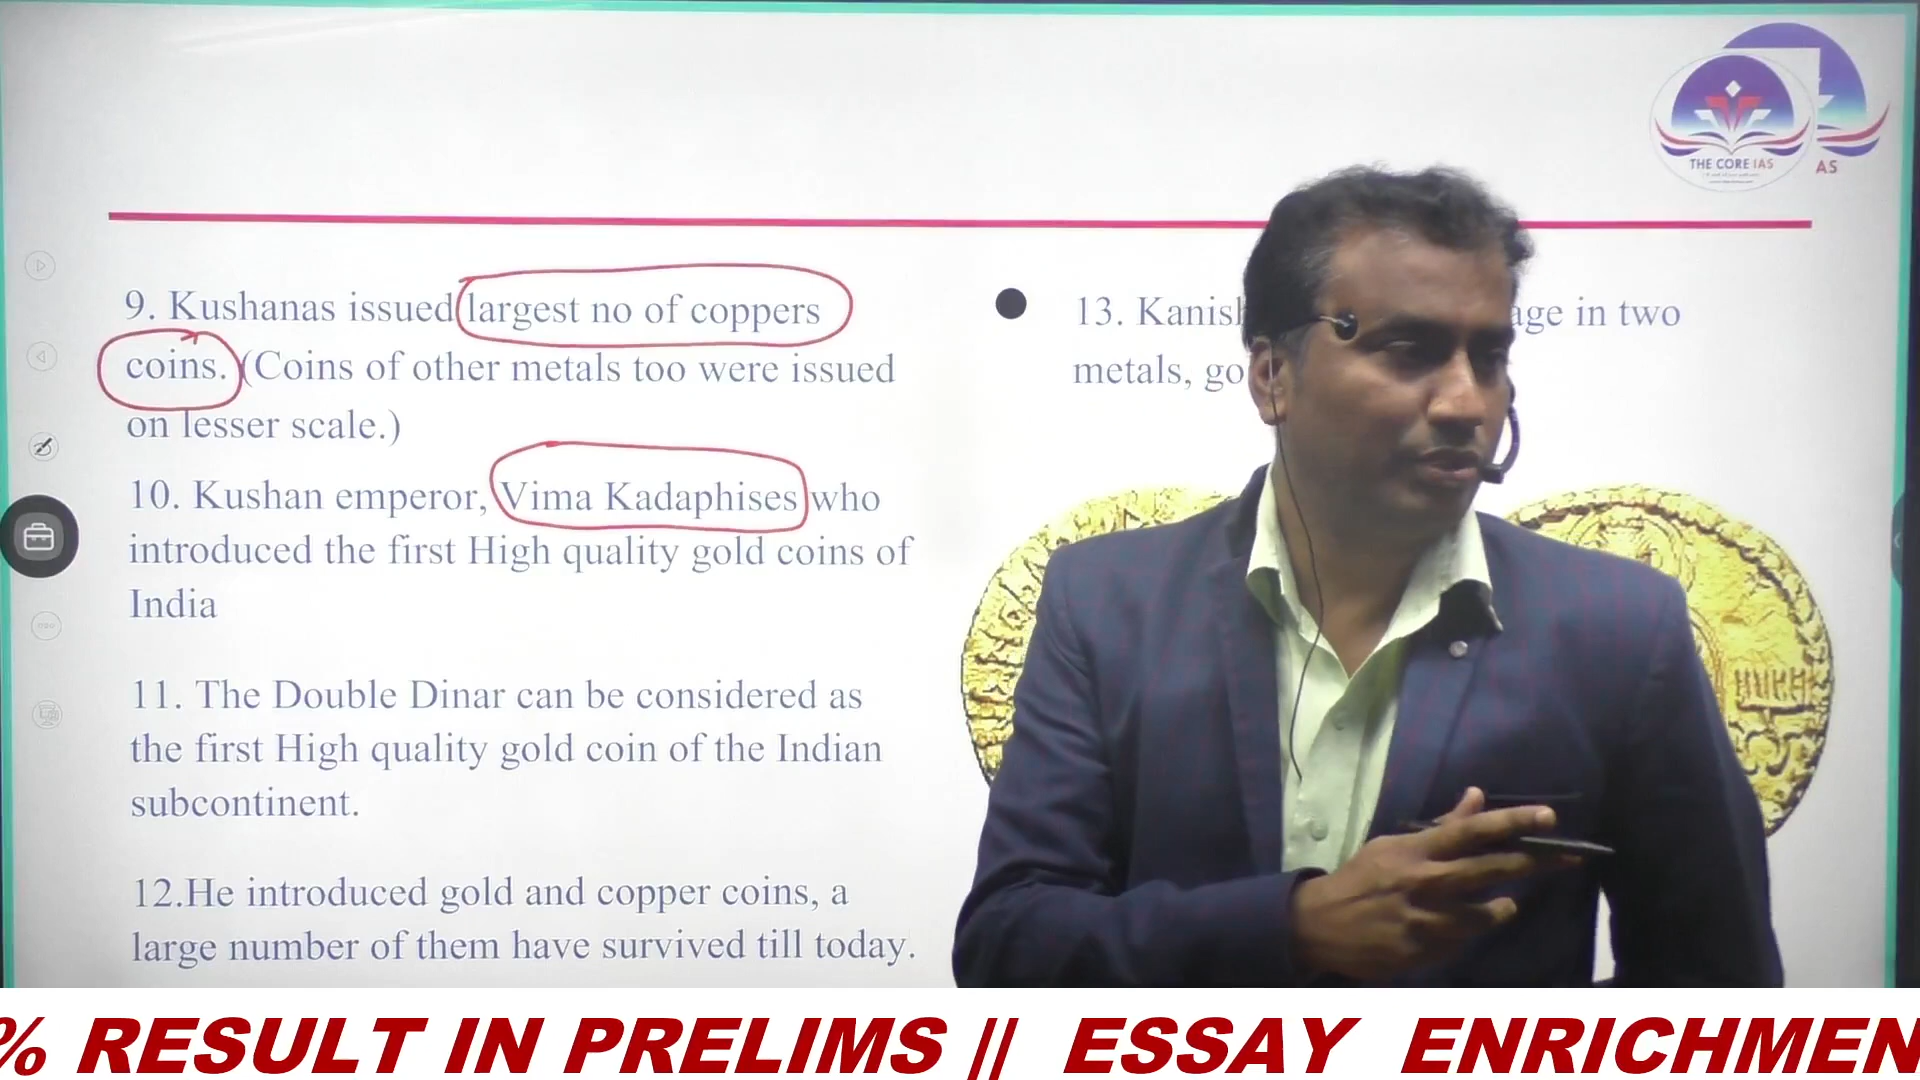 THE CORE IAS
AS
9. Kushanas issued largest no of coppers
coins. (Coins of other metals too were issued
on lesser scale.)
10. Kushan emperor, Vima Kadaphises who
introduced the first High quality gold coins of
India
11. The Double Dinar can be considered as
the first High quality gold coin of the Indian
subcontinent.
12.He introduced gold and copper coins, a
large number of them have survived till today.
13. Kanish age in two
metals, go
% RESULT IN PRELIMS || ESSAY ENRICHMEN